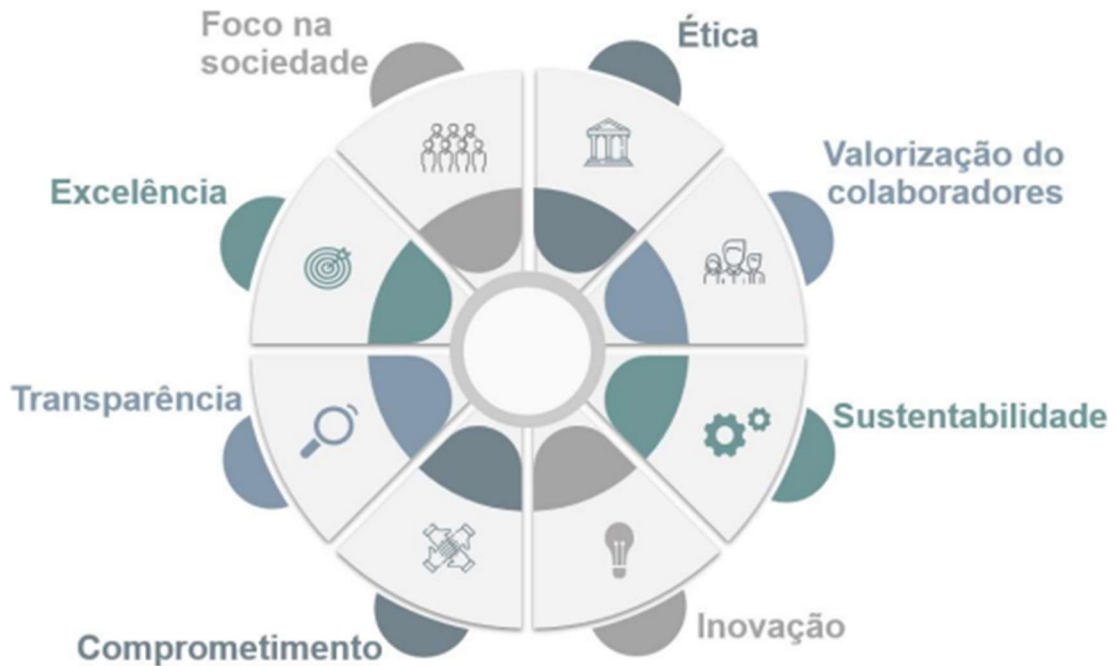 Foco na
sociedade
Ética
Valorização do
colaboradores
Sustentabilidade
Inovação
Comprometimento
Transparência
Excelência